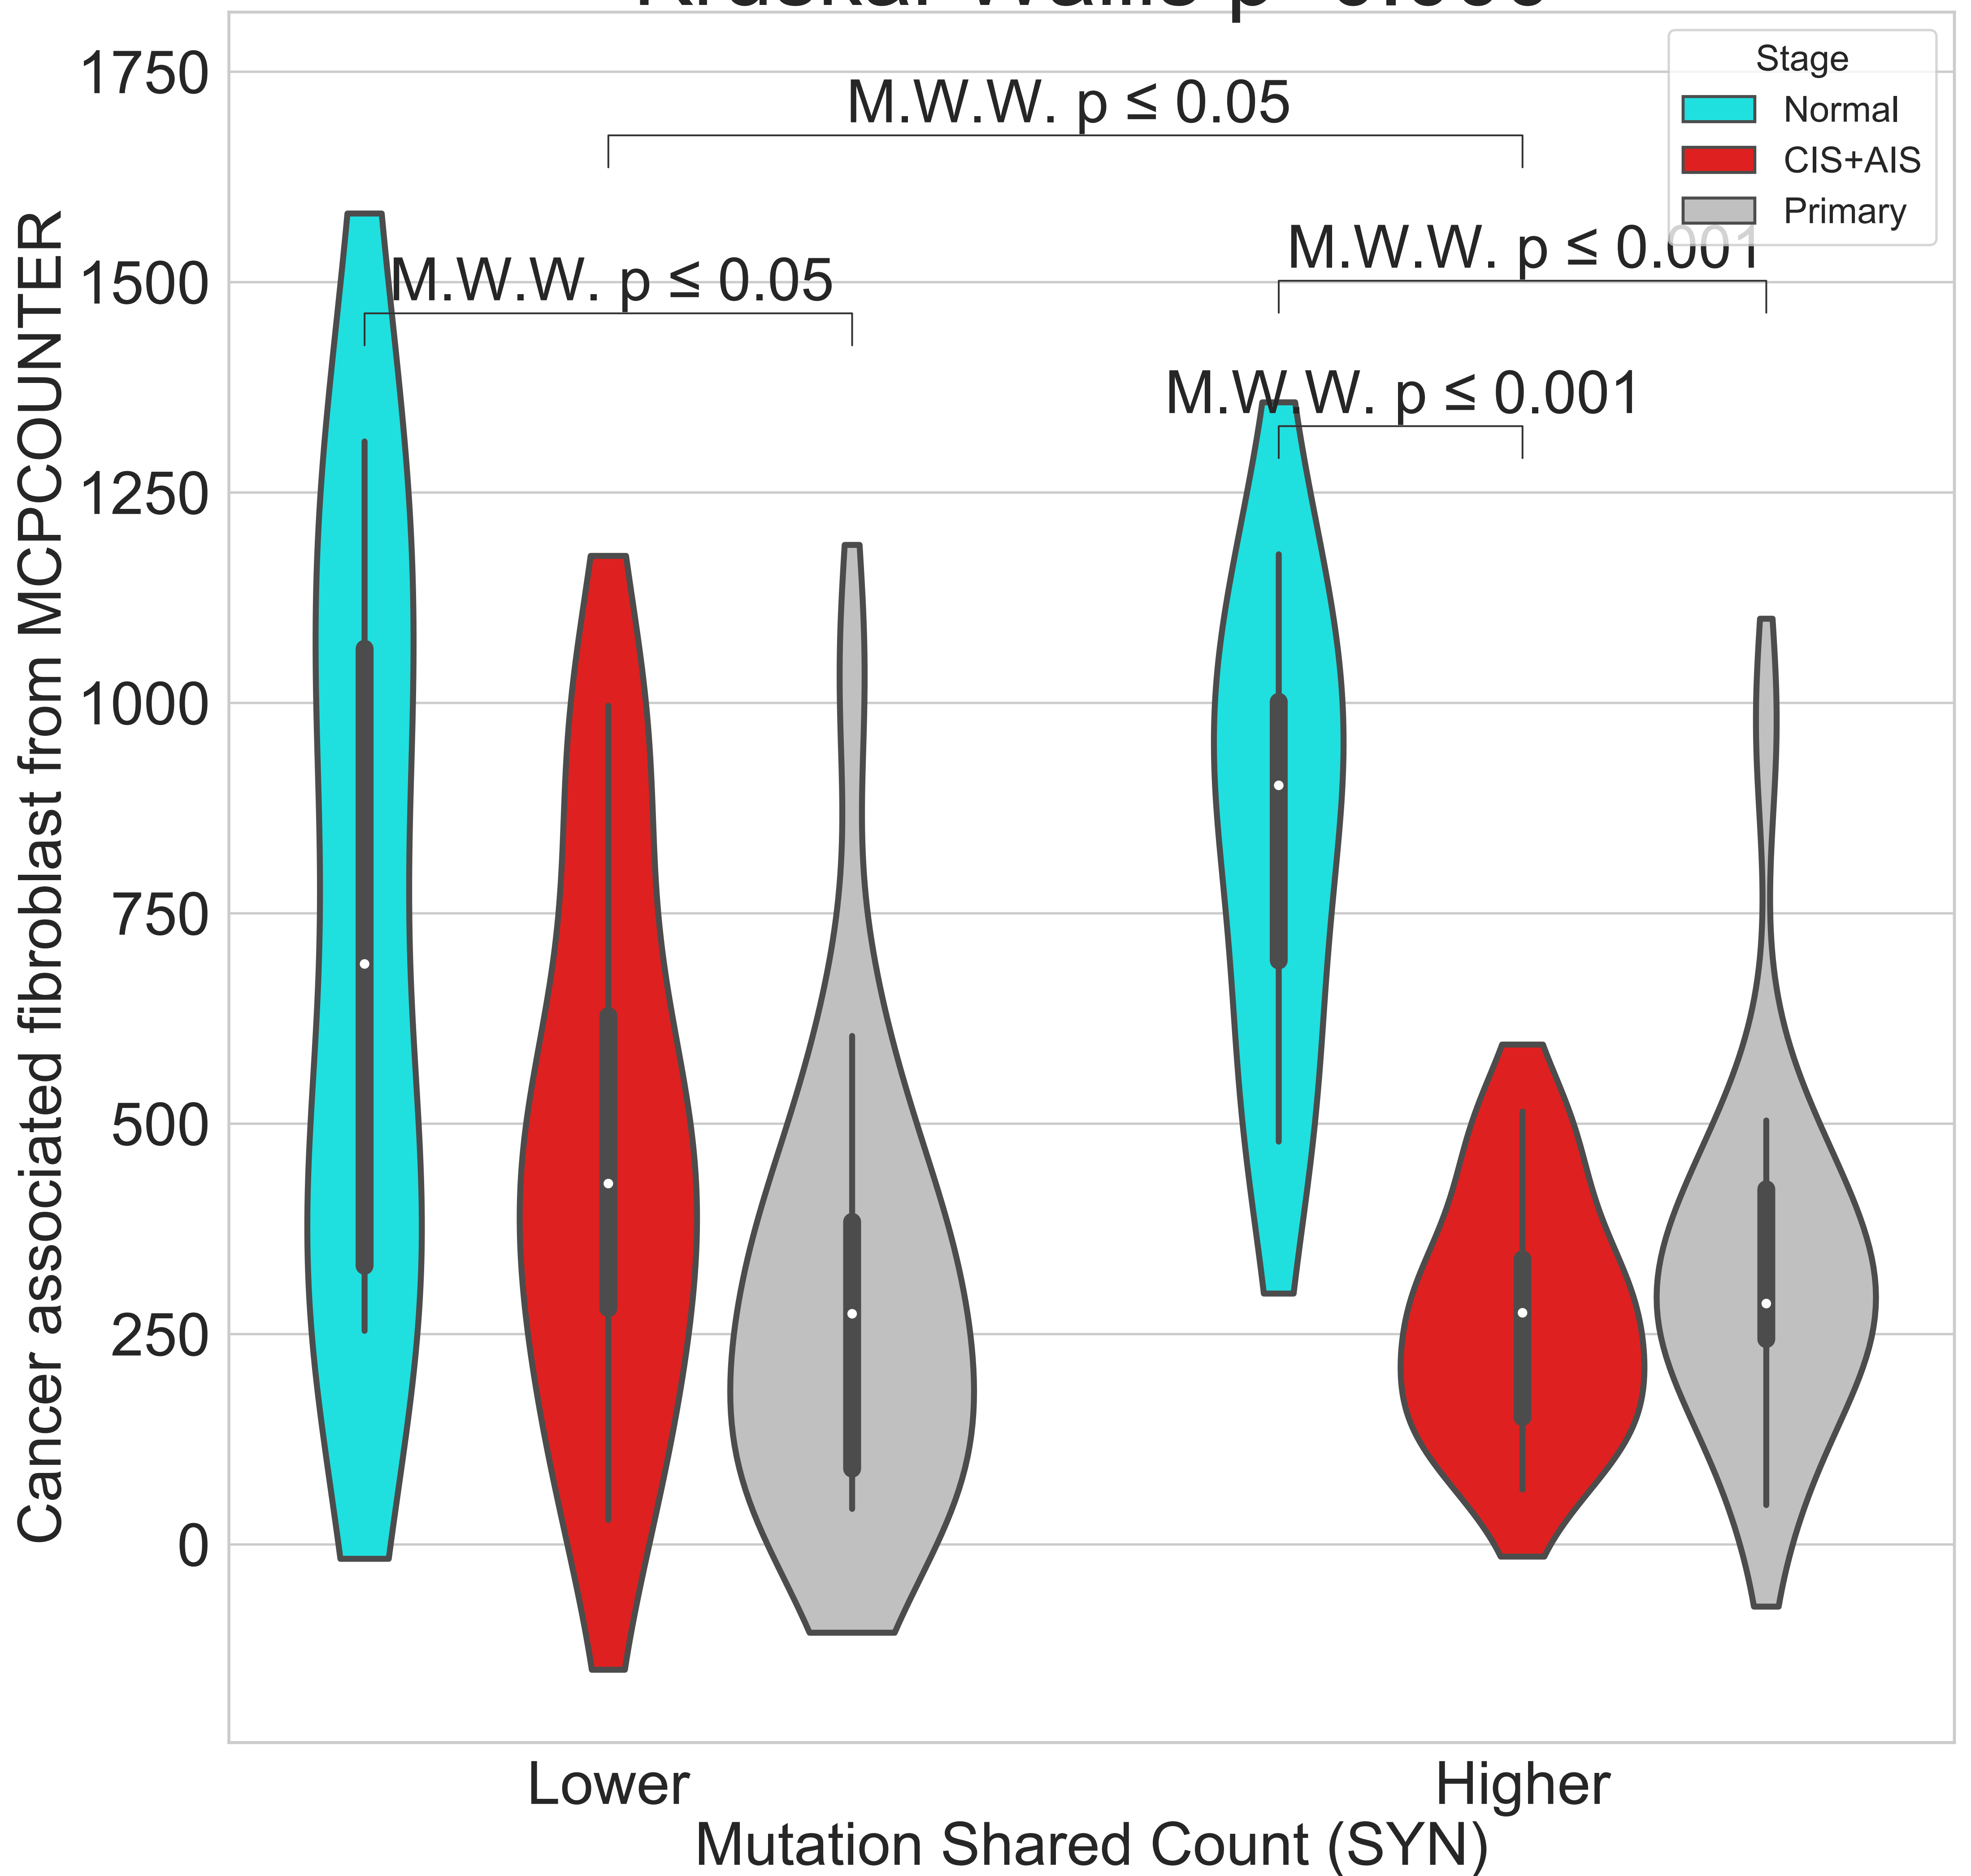 1750
1500
1250
1000
750
500
250
0
Cancer associated fibroblast from MCPCOUNTER
M.W.W. p ≤ 0.05
M.W.W. p ≤ 0.05
M.W.W. p ≤ 0.001
M.W.W. p ≤ 0.001
Stage
Normal
CIS+AIS
Primary
Lower
Higher
Mutation Shared Count (SYN)